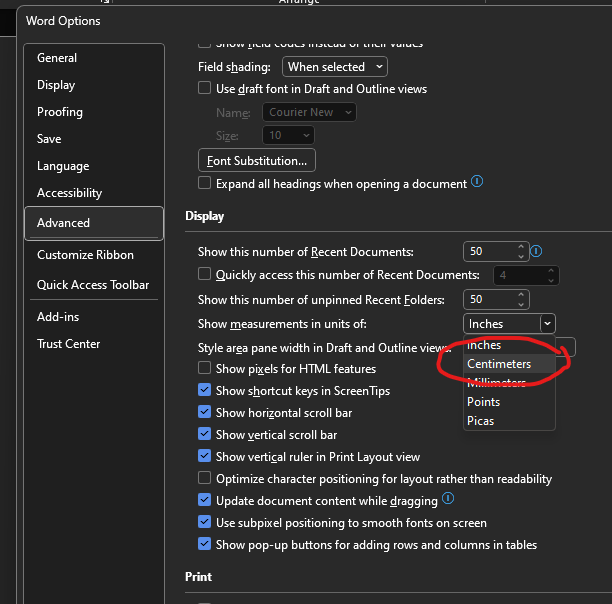 Arrange
Word Options
General
Display
Proofing
Save
Language
Accessibility
Advanced
Customize Ribbon
Quick Access Toolbar
Add-ins
Trust Center
Show field codes instead of their values
Field shading: When selected
Use draft font in Draft and Outline views
Name: Courier New
Size: 10
Font Substitution...
Expand all headings when opening a document
Display
Show this number of Recent Documents: 50
Quickly access this number of Recent Documents: 4
Show this number of unpinned Recent Folders: 50
Show measurements in units of: Inches
Inches
Centimeters
Millimeters
Points
Picas
Style area pane width in Draft and Outline views:
Show pixels for HTML features
Show shortcut keys in ScreenTips
Show horizontal scroll bar
Show vertical scroll bar
Show vertical ruler in Print Layout view
Optimize character positioning for layout rather than readability
Update document content while dragging
Use subpixel positioning to smooth fonts on screen
Show pop-up buttons for adding rows and columns in tables
Print